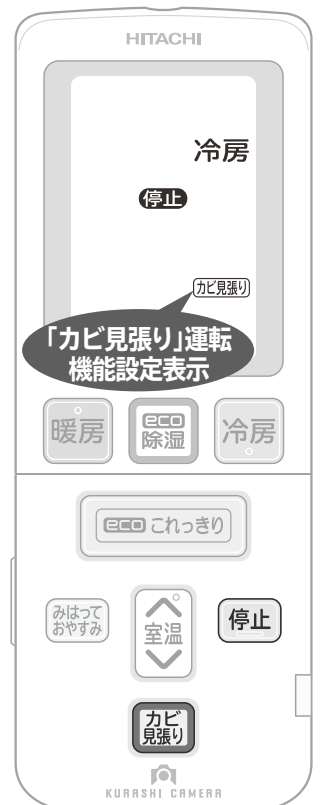 HITACHI
冷房
停止
カビ見張り
「カビ見張り」運転
機能設定表示
暖房
eco
除湿
冷房
eco これっきり
みはって
おやすみ
室温
停止
カビ
見張り
KURASHI CAMERA